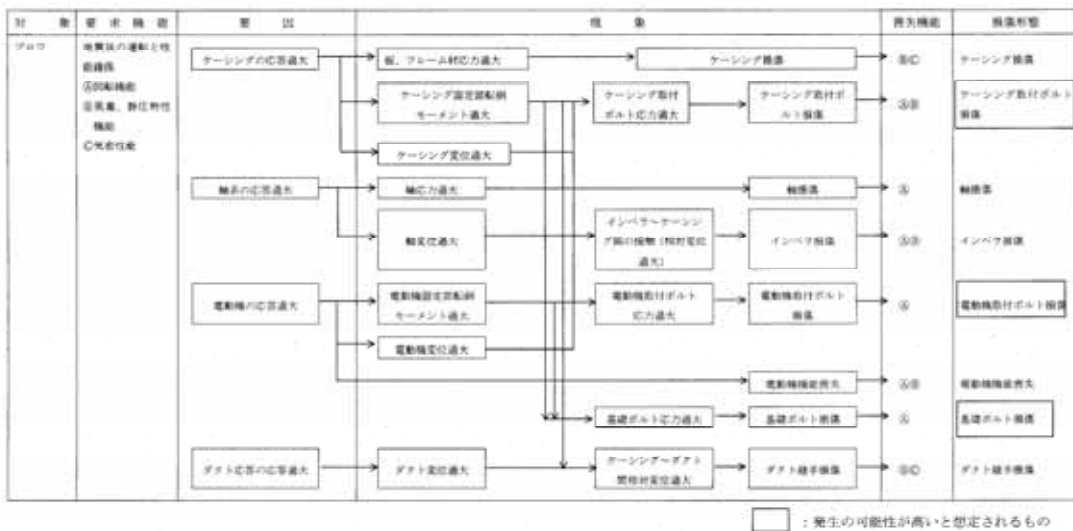 対象
要求機能
要因
現象
喪失機能
損傷形態
ブロワ
地震後の運転と性
能確保
Ⓐ回転機能
Ⓑ風量、静圧特性
機能
Ⓒ気密性能
ケーシングの応答過大
板、フレーム材応力過大
ケーシング損傷
ⒷⒸ
ケーシング損傷
ケーシング固定部転倒
モーメント過大
ケーシング取付
ボルト応力過大
ケーシング取付ボ
ルト損傷
ⒶⒷ
ケーシング取付ボルト
損傷
ケーシング変位過大
軸系の応答過大
軸応力過大
軸損傷
Ⓐ
軸損傷
軸変位過大
インペラ～ケーシン
グ間の接触(相対変位
過大)
インペラ損傷
ⒶⒷ
インペラ損傷
電動機の応答過大
電動機固定部転倒
モーメント過大
電動機取付ボルト
応力過大
電動機取付ボルト
損傷
Ⓐ
電動機取付ボルト損傷
電動機変位過大
電動機機能喪失
ⒶⒷ
電動機機能喪失
基礎ボルト応力過大
基礎ボルト損傷
Ⓐ
基礎ボルト損傷
ダクト応答の応答過大
ダクト変位過大
ケーシング～ダクト
間相対変位過大
ダクト継手損傷
ⒷⒸ
ダクト継手損傷
：発生の可能性が高いと想定されるもの